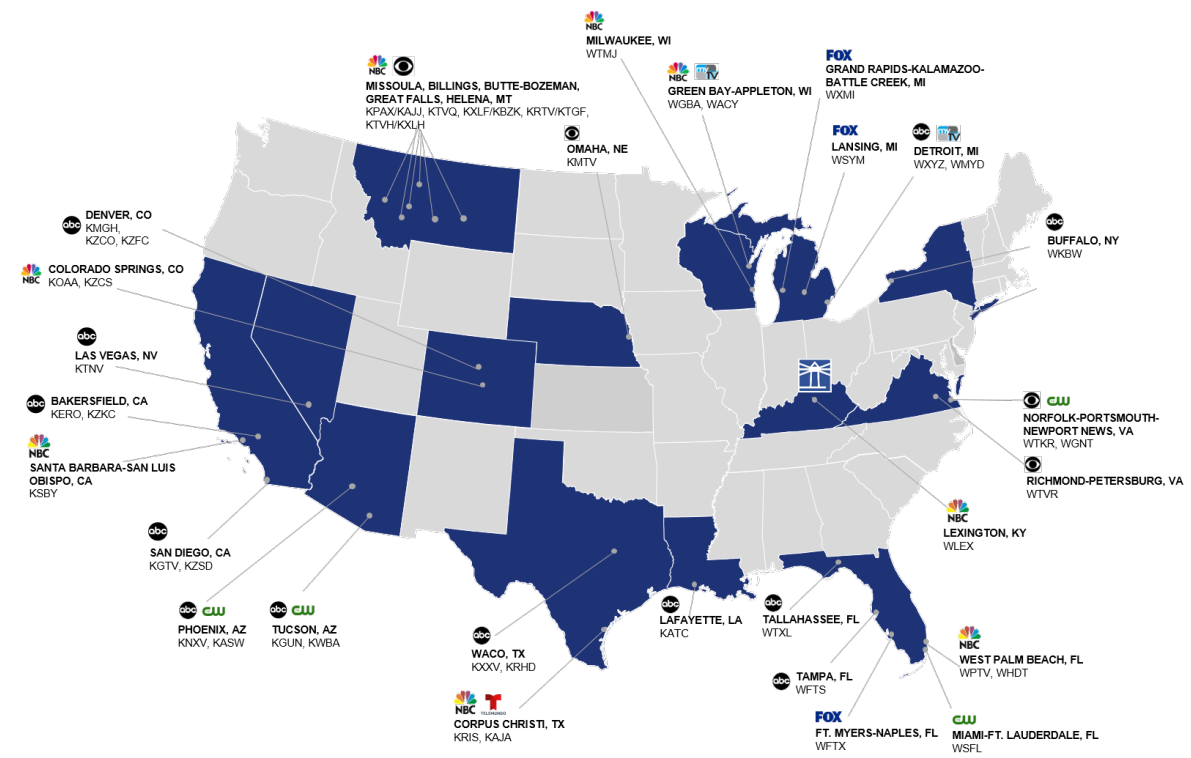 NBC
MILWAUKEE, WI
WTMJ
NBC
MISSOULA, BILLINGS, BUTTE-BOZEMAN,
GREAT FALLS, HELENA, MT
KPAX/KAJJ, KTVQ, KXLF/KBZK, KRTV/KTGF,
KTVH/KXLH
NBC my TV
GREEN BAY-APPLETON, WI
WGBA, WACY
FOX
GRAND RAPIDS-KALAMAZOO-
BATTLE CREEK, MI
WXMI
OMAHA, NE
KMTV
FOX
LANSING, MI
WSYM
abc my TV
DETROIT, MI
WXYZ, WMYD
abc
DENVER, CO
KMGH,
KZCO, KZFC
abc
BUFFALO, NY
WKBW
NBC
COLORADO SPRINGS, CO
KOAA, KZCS
abc
LAS VEGAS, NV
KTNV
abc
BAKERSFIELD, CA
KERO, KZKC
NBC
SANTA BARBARA-SAN LUIS
OBISPO, CA
KSBY
CW
NORFOLK-PORTSMOUTH-
NEWPORT NEWS, VA
WTKR, WGNT
RICHMOND-PETERSBURG, VA
WTVR
NBC
LEXINGTON, KY
WLEX
abc
SAN DIEGO, CA
KGTV, KZSD
abc CW
PHOENIX, AZ
KNXV, KASW
abc CW
TUCSON, AZ
KGUN, KWBA
abc
WACO, TX
KXXV, KRHD
abc
LAFAYETTE, LA
KATC
abc
TALLAHASSEE, FL
WTXL
NBC
WEST PALM BEACH, FL
WPTV, WHDT
abc
TAMPA, FL
WFTS
NBC TELEMUNDO
CORPUS CHRISTI, TX
KRIS, KAJA
FOX
FT. MYERS-NAPLES, FL
WFTX
CW
MIAMI-FT. LAUDERDALE, FL
WSFL